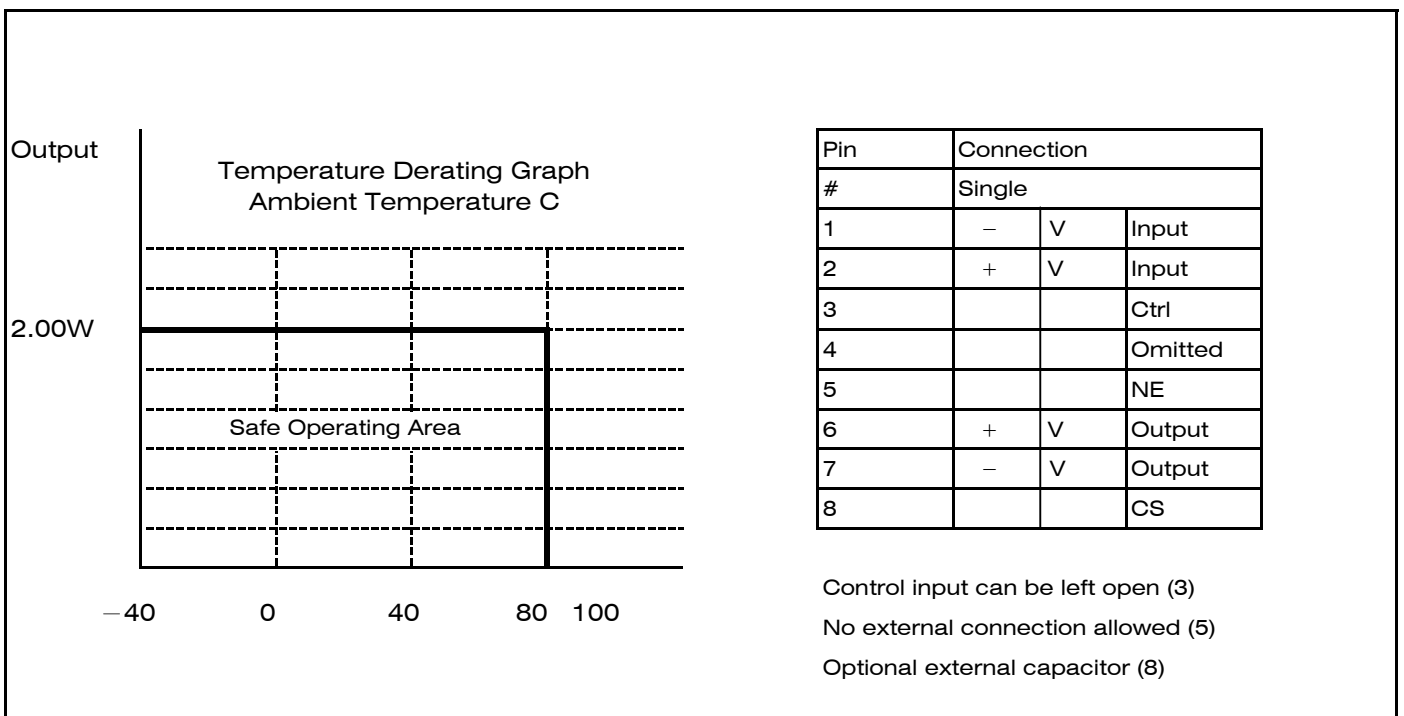 Output
Temperature Derating Graph
Ambient Temperature C
2.00W
Safe Operating Area
−40 0 40 80 100
Pin Connection
# Single
1 − V Input
2 + V Input
3 Ctrl
4 Omitted
5 NE
6 + V Output
7 − V Output
8 CS
Control input can be left open (3)
No external connection allowed (5)
Optional external capacitor (8)